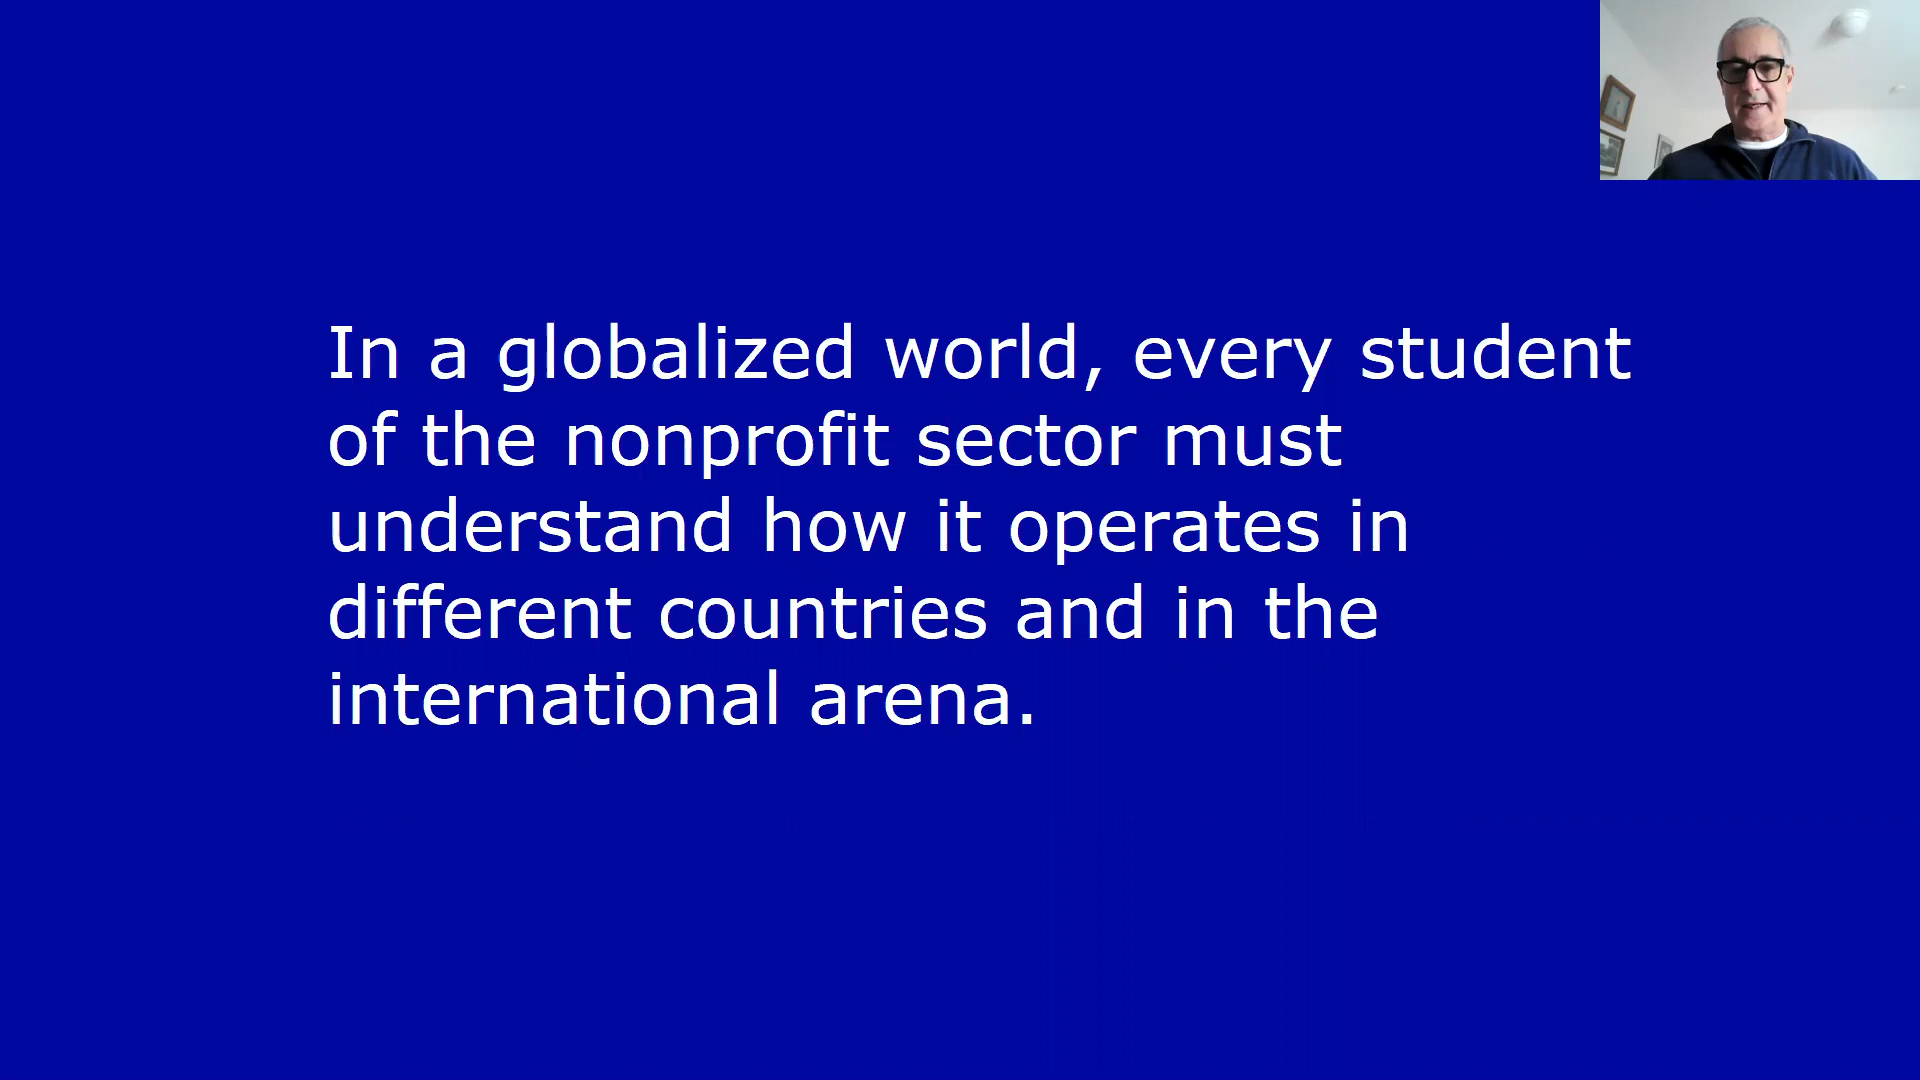 In a globalized world, every student
of the nonprofit sector must
understand how it operates in
different countries and in the
international arena.